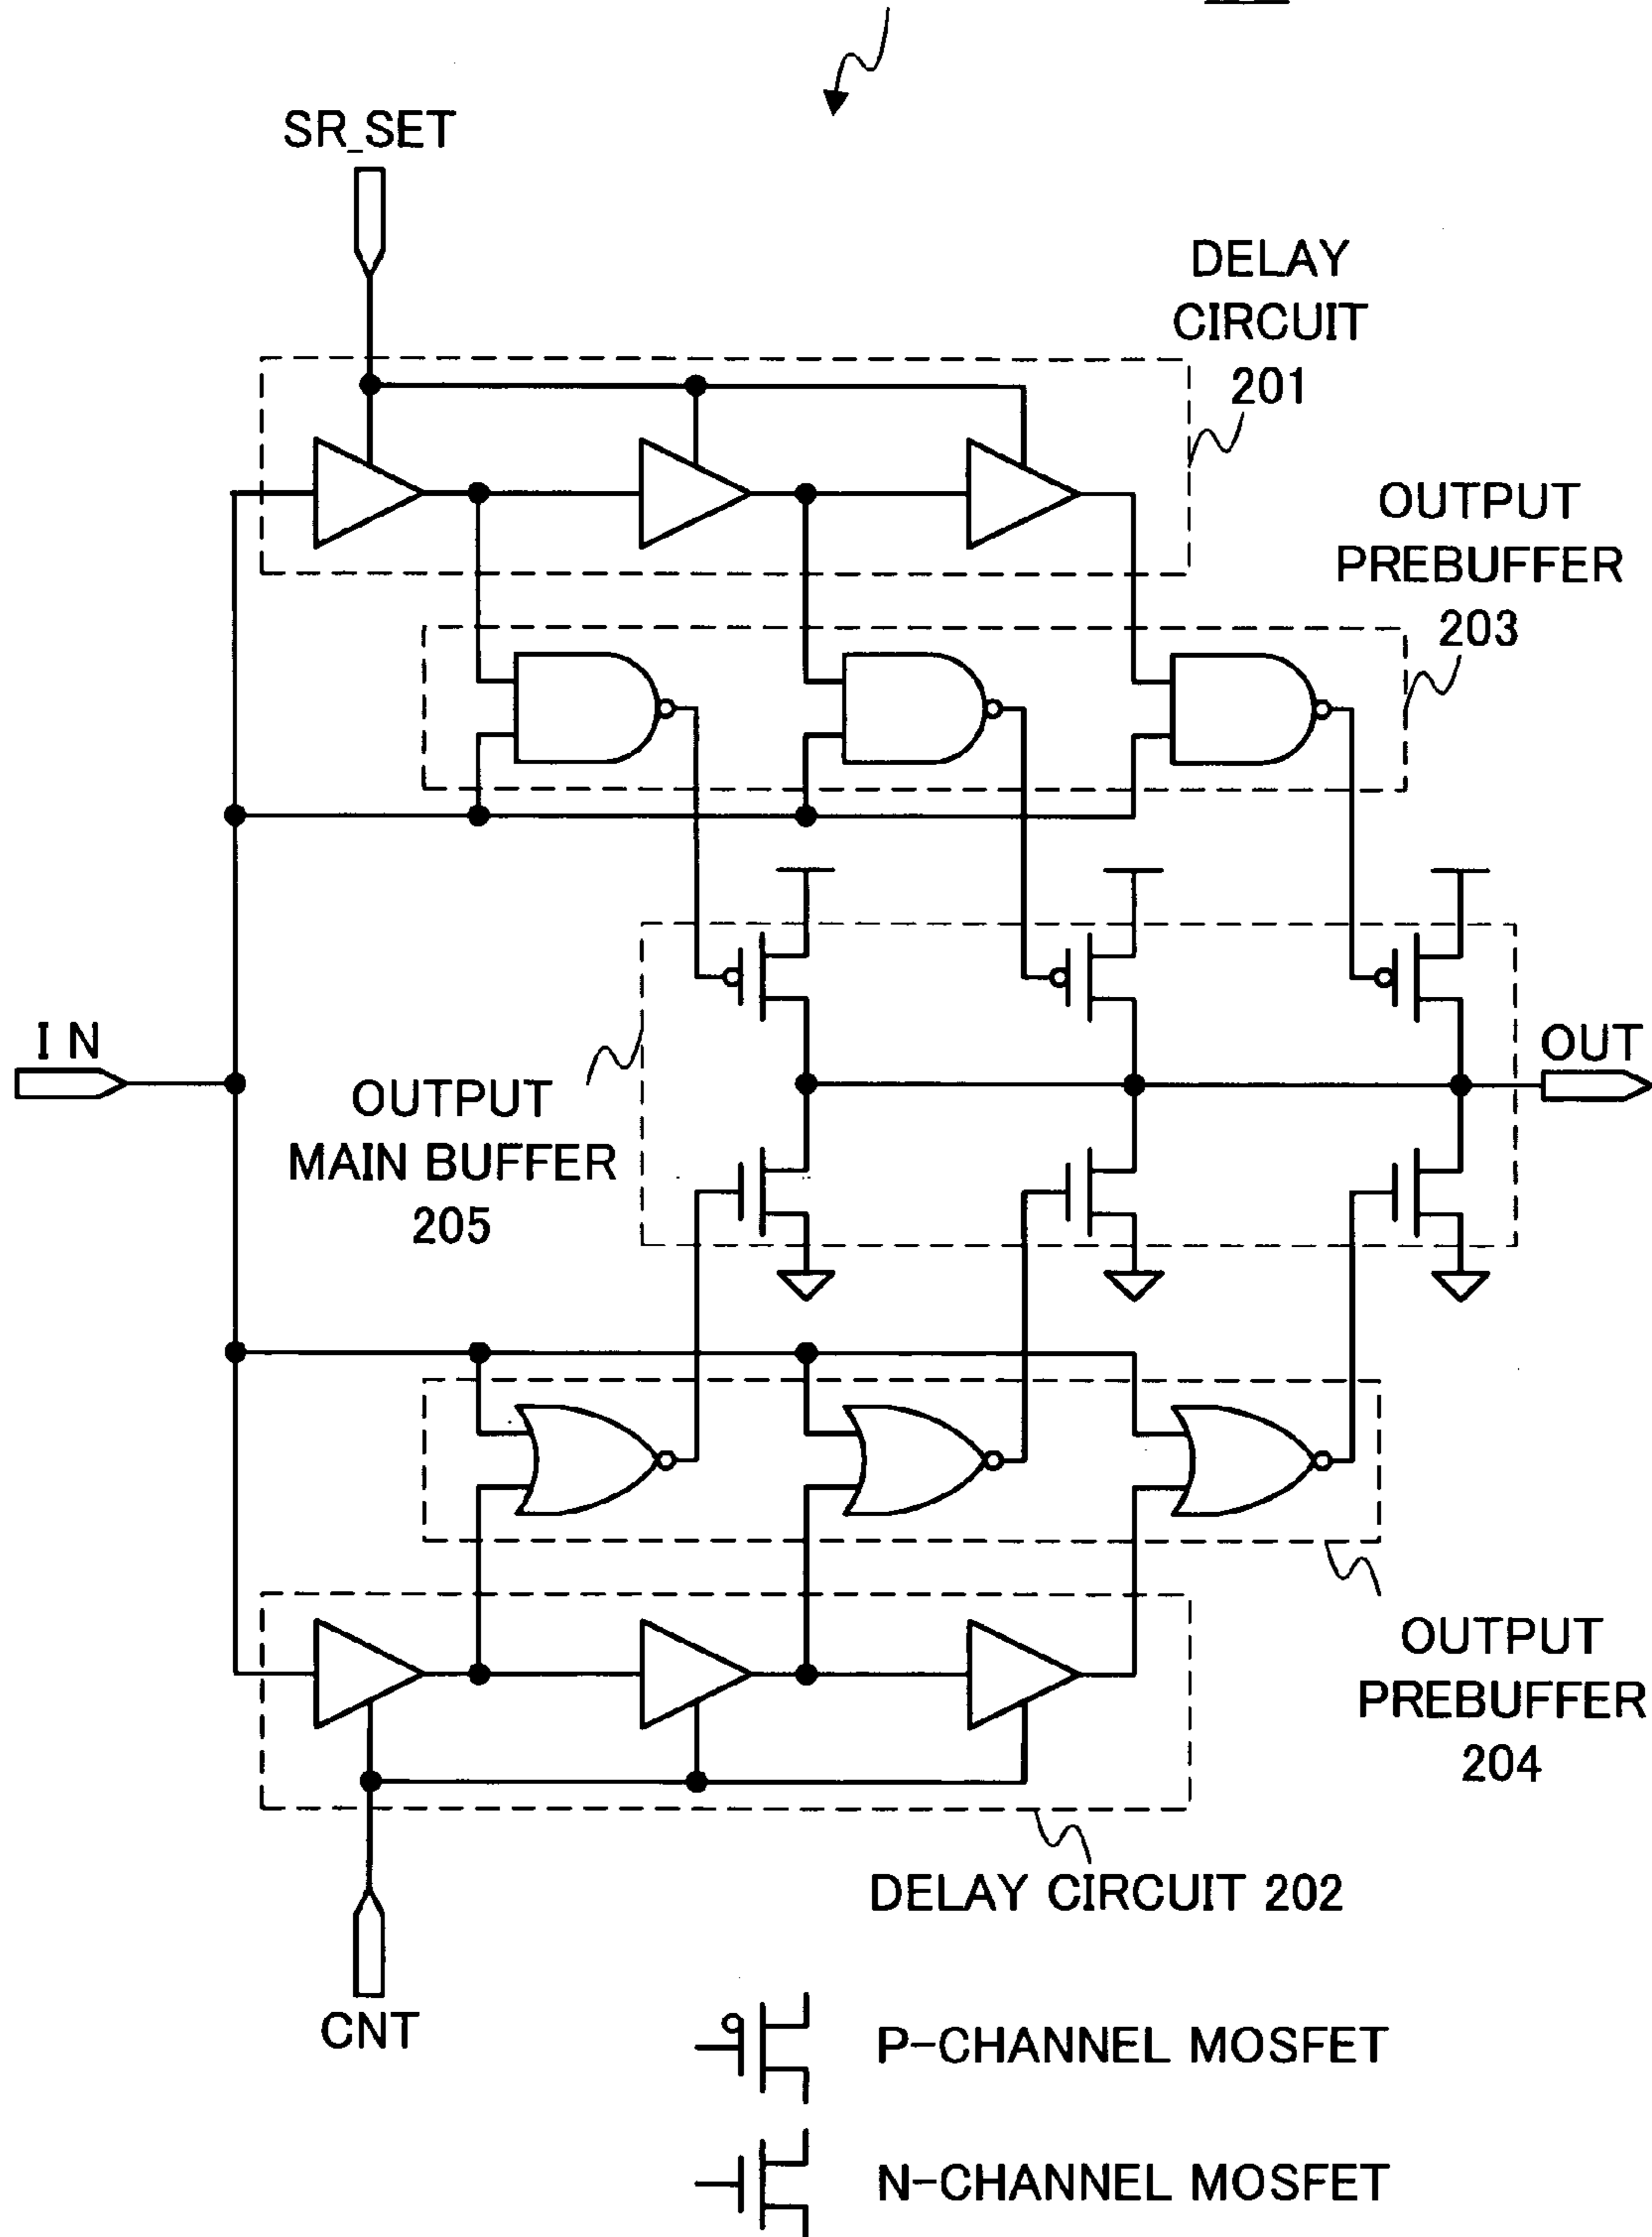 SR_SET
DELAY
CIRCUIT
201
OUTPUT
PREBUFFER
203
IN
OUT
OUTPUT
MAIN BUFFER
205
OUTPUT
PREBUFFER
204
DELAY CIRCUIT 202
CNT
P-CHANNEL MOSFET
N-CHANNEL MOSFET